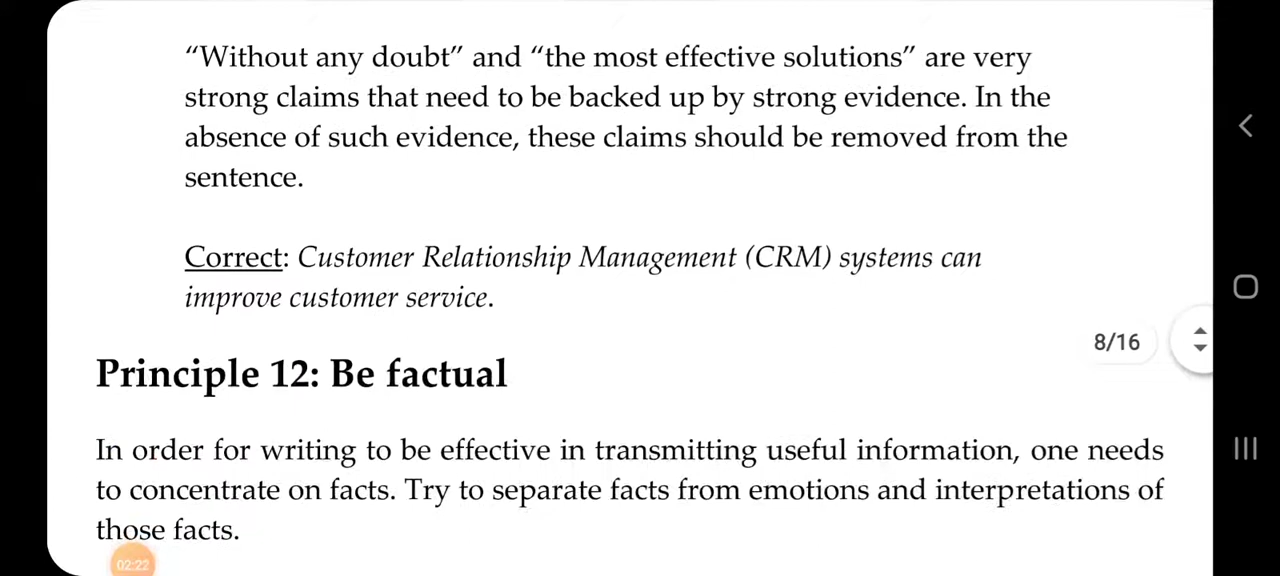 “Without any doubt” and “the most effective solutions” are very
strong claims that need to be backed up by strong evidence. In the
absence of such evidence, these claims should be removed from the
sentence.
Correct: Customer Relationship Management (CRM) systems can
improve customer service.
8/16
Principle 12: Be factual
In order for writing to be effective in transmitting useful information, one needs
to concentrate on facts. Try to separate facts from emotions and interpretations of
those facts.
02:22